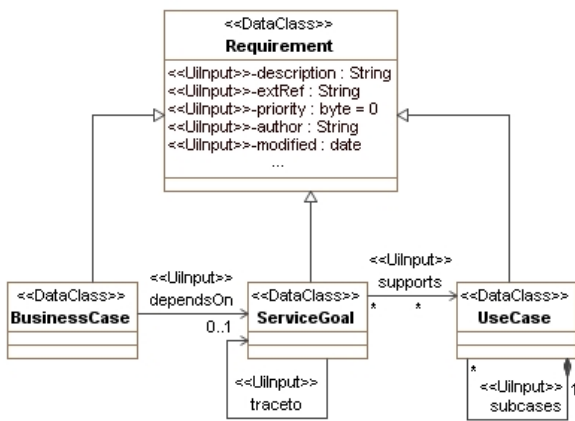 <<DataClass>>
Requirement
<<UiInput>>-description : String
<<UiInput>>-extRef : String
<<UiInput>>-priority : byte = 0
<<UiInput>>-author : String
<<UiInput>>-modified : date
...
<<UiInput>>
dependsOn
0..1
<<UiInput>>
supports
* *
<<DataClass>>
BusinessCase
<<DataClass>>
ServiceGoal
<<DataClass>>
UseCase
<<UiInput>>
traceto
* 1
<<UiInput>>
subcases